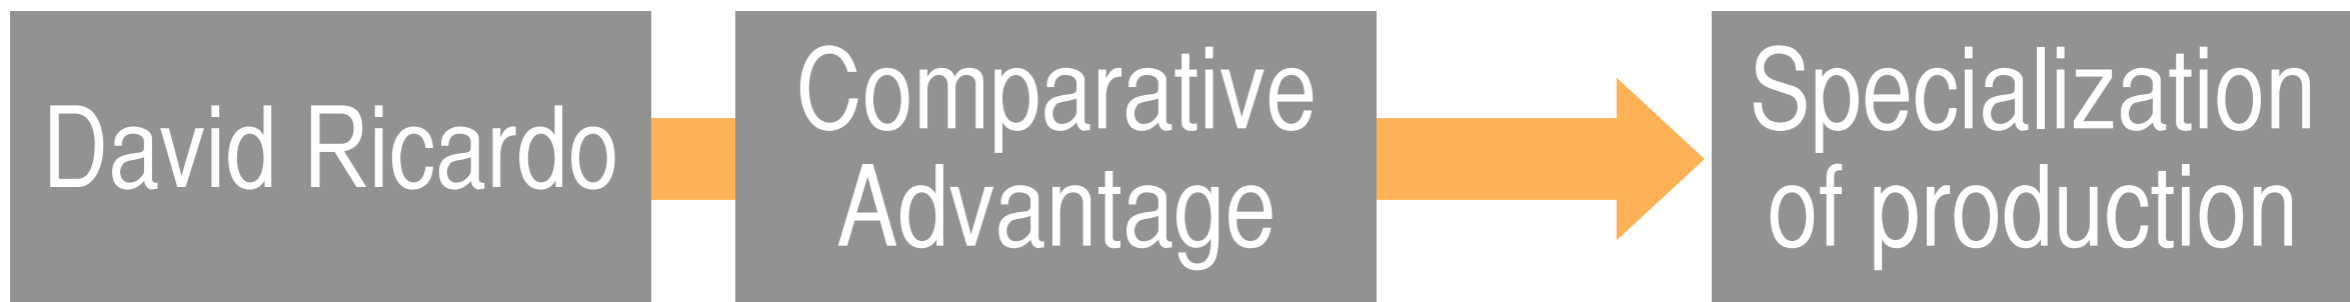 David Ricardo
Comparative
Advantage
Specialization
of production